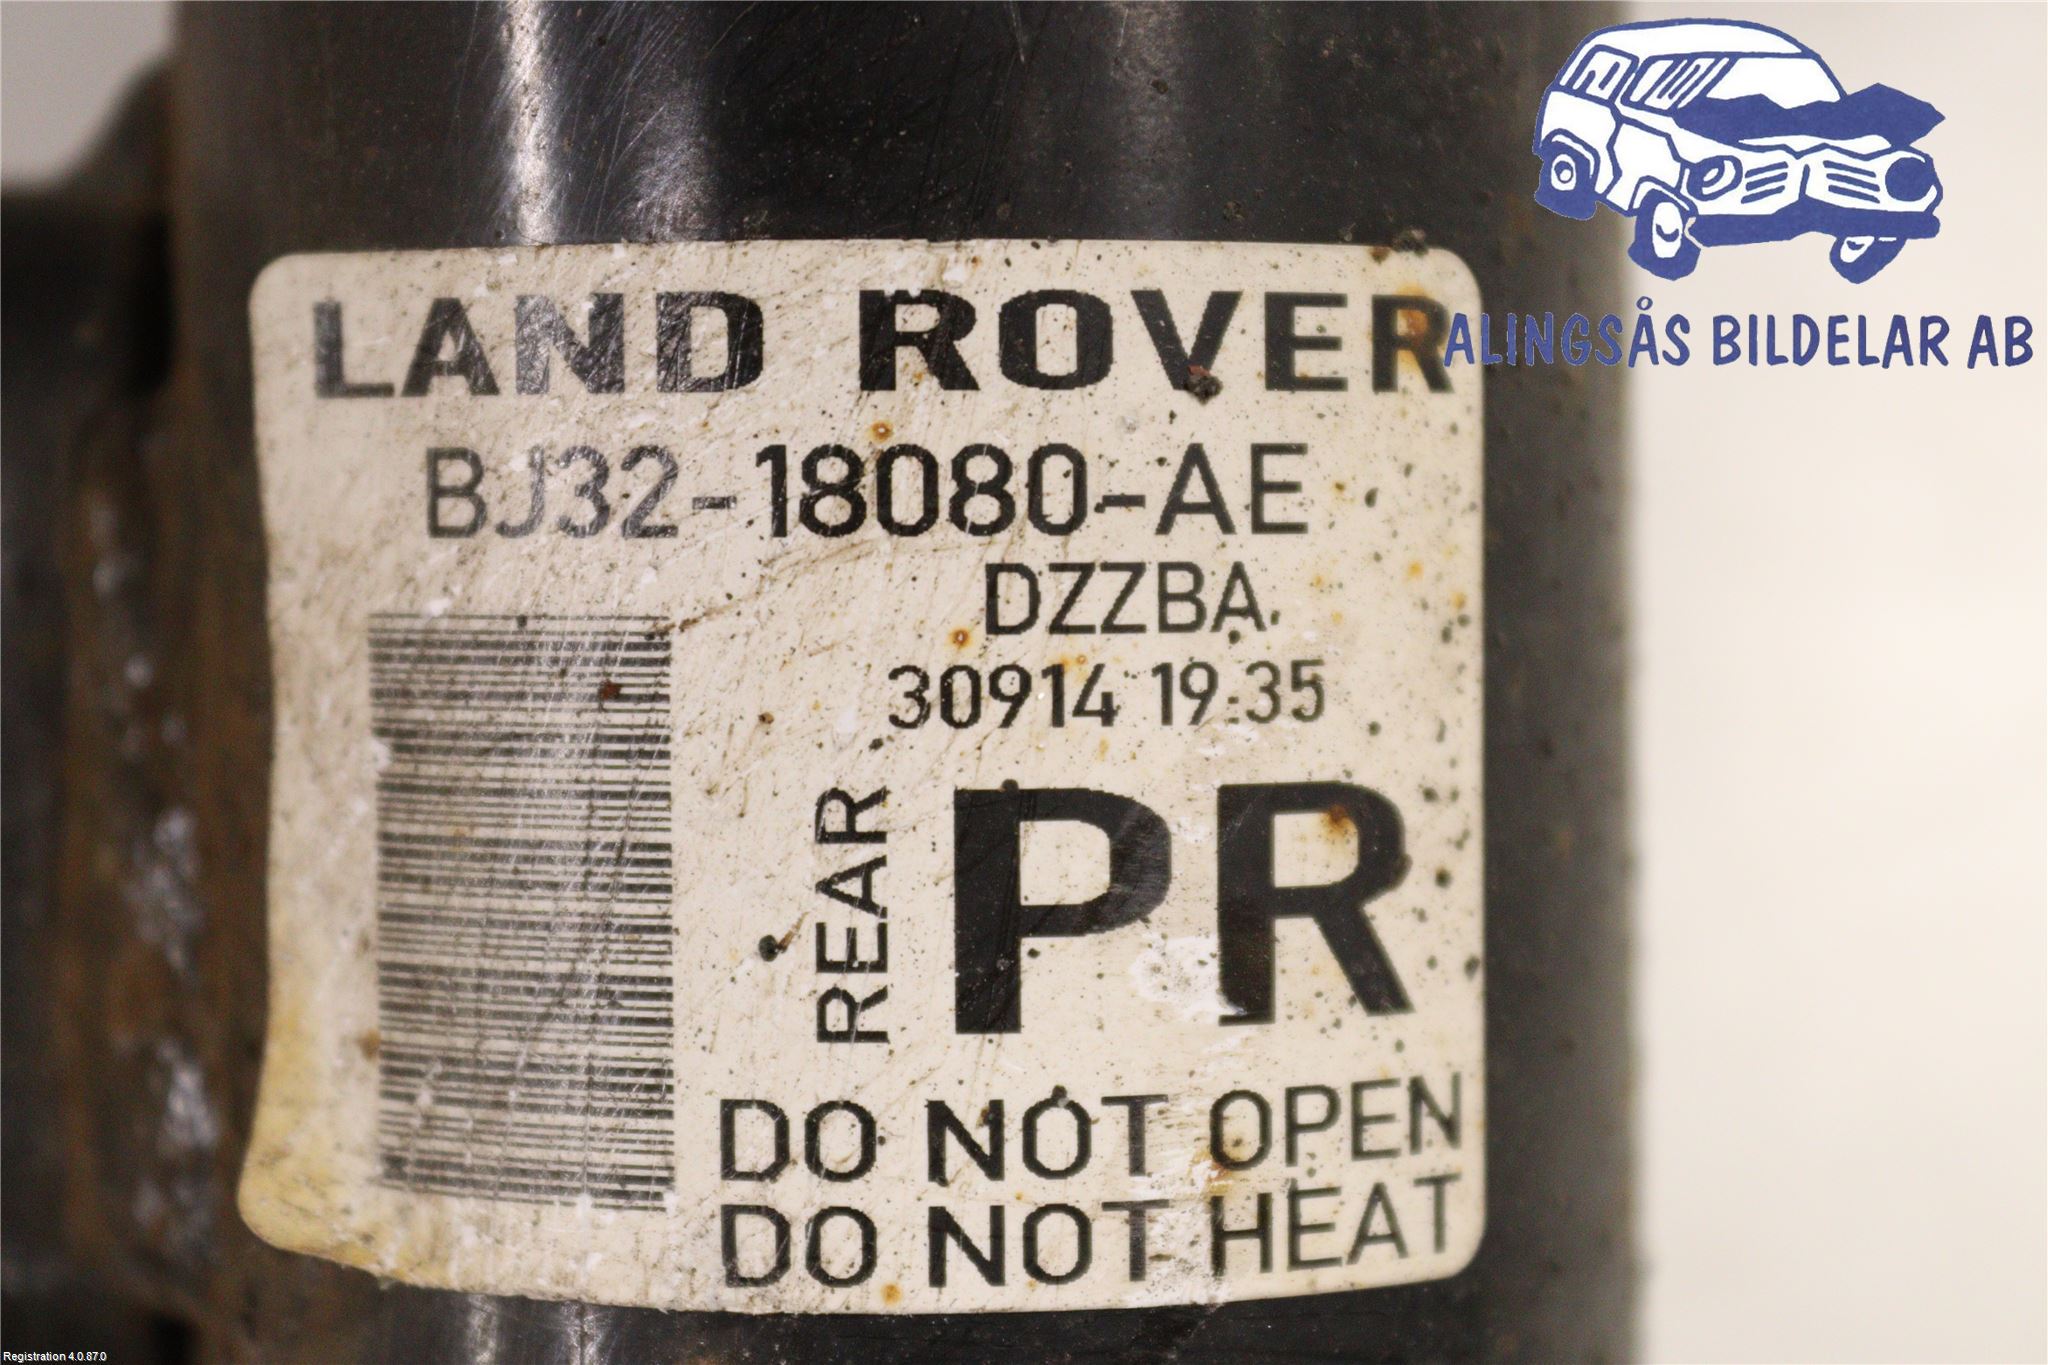 LAND ROVER
ALINGSÅS BILDELAR AB
BJ32-18080-AE
DZZBA
30914 19:35
REAR
PR
DO NOT OPEN
DO NOT HEAT
Registration 4.0.87.0